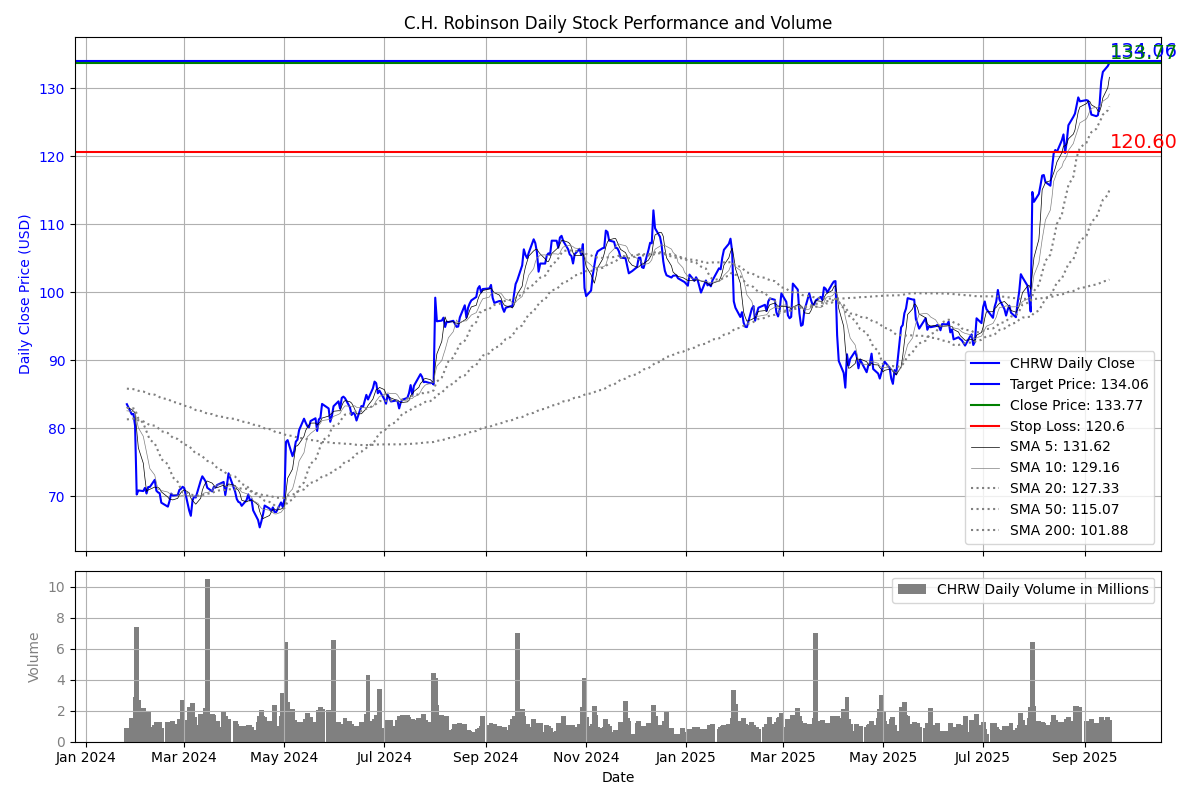 C.H. Robinson Daily Stock Performance and Volume
134.06
133.77
130
120.60
120
110
100
90
80
70
Daily Close Price (USD)
CHRW Daily Close
Target Price: 134.06
Close Price: 133.77
Stop Loss: 120.6
SMA 5: 131.62
SMA 10: 129.16
SMA 20: 127.33
SMA 50: 115.07
SMA 200: 101.88
10
8
6
4
2
0
Volume
CHRW Daily Volume in Millions
Jan 2024 Mar 2024 May 2024 Jul 2024 Sep 2024 Nov 2024 Jan 2025 Mar 2025 May 2025 Jul 2025 Sep 2025
Date